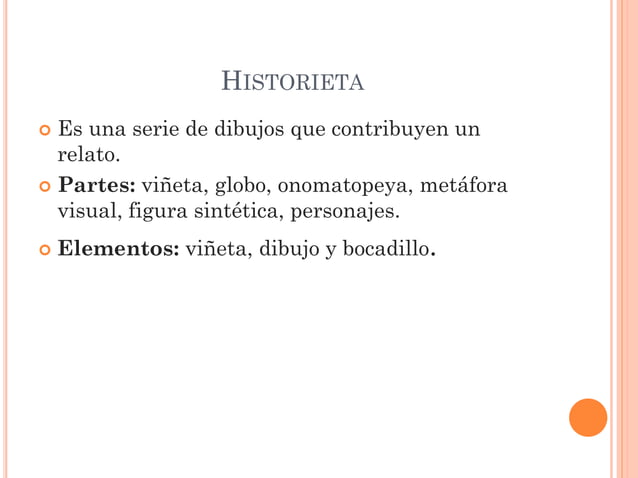 HISTORIETA
Es una serie de dibujos que contribuyen un
relato.
Partes: viñeta, globo, onomatopeya, metáfora
visual, figura sintética, personajes.
Elementos: viñeta, dibujo y bocadillo.